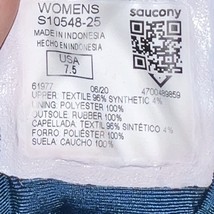 WOMENS
S10548-25
saucony
MADE IN INDONESIA
HECHO EN INDONESIA
USA
7.5
61977 06/20 4700489859
UPPER TEXTILE 96% SYNTHETIC 4%
LINING POLYESTER 100%
OUTSOLE RUBBER 100%
CAPELLADA, TEXTIL 96% SINTÉTICO 4%
FORRO POLIÉSTER 100%
SUELA: CAUCHO 100%